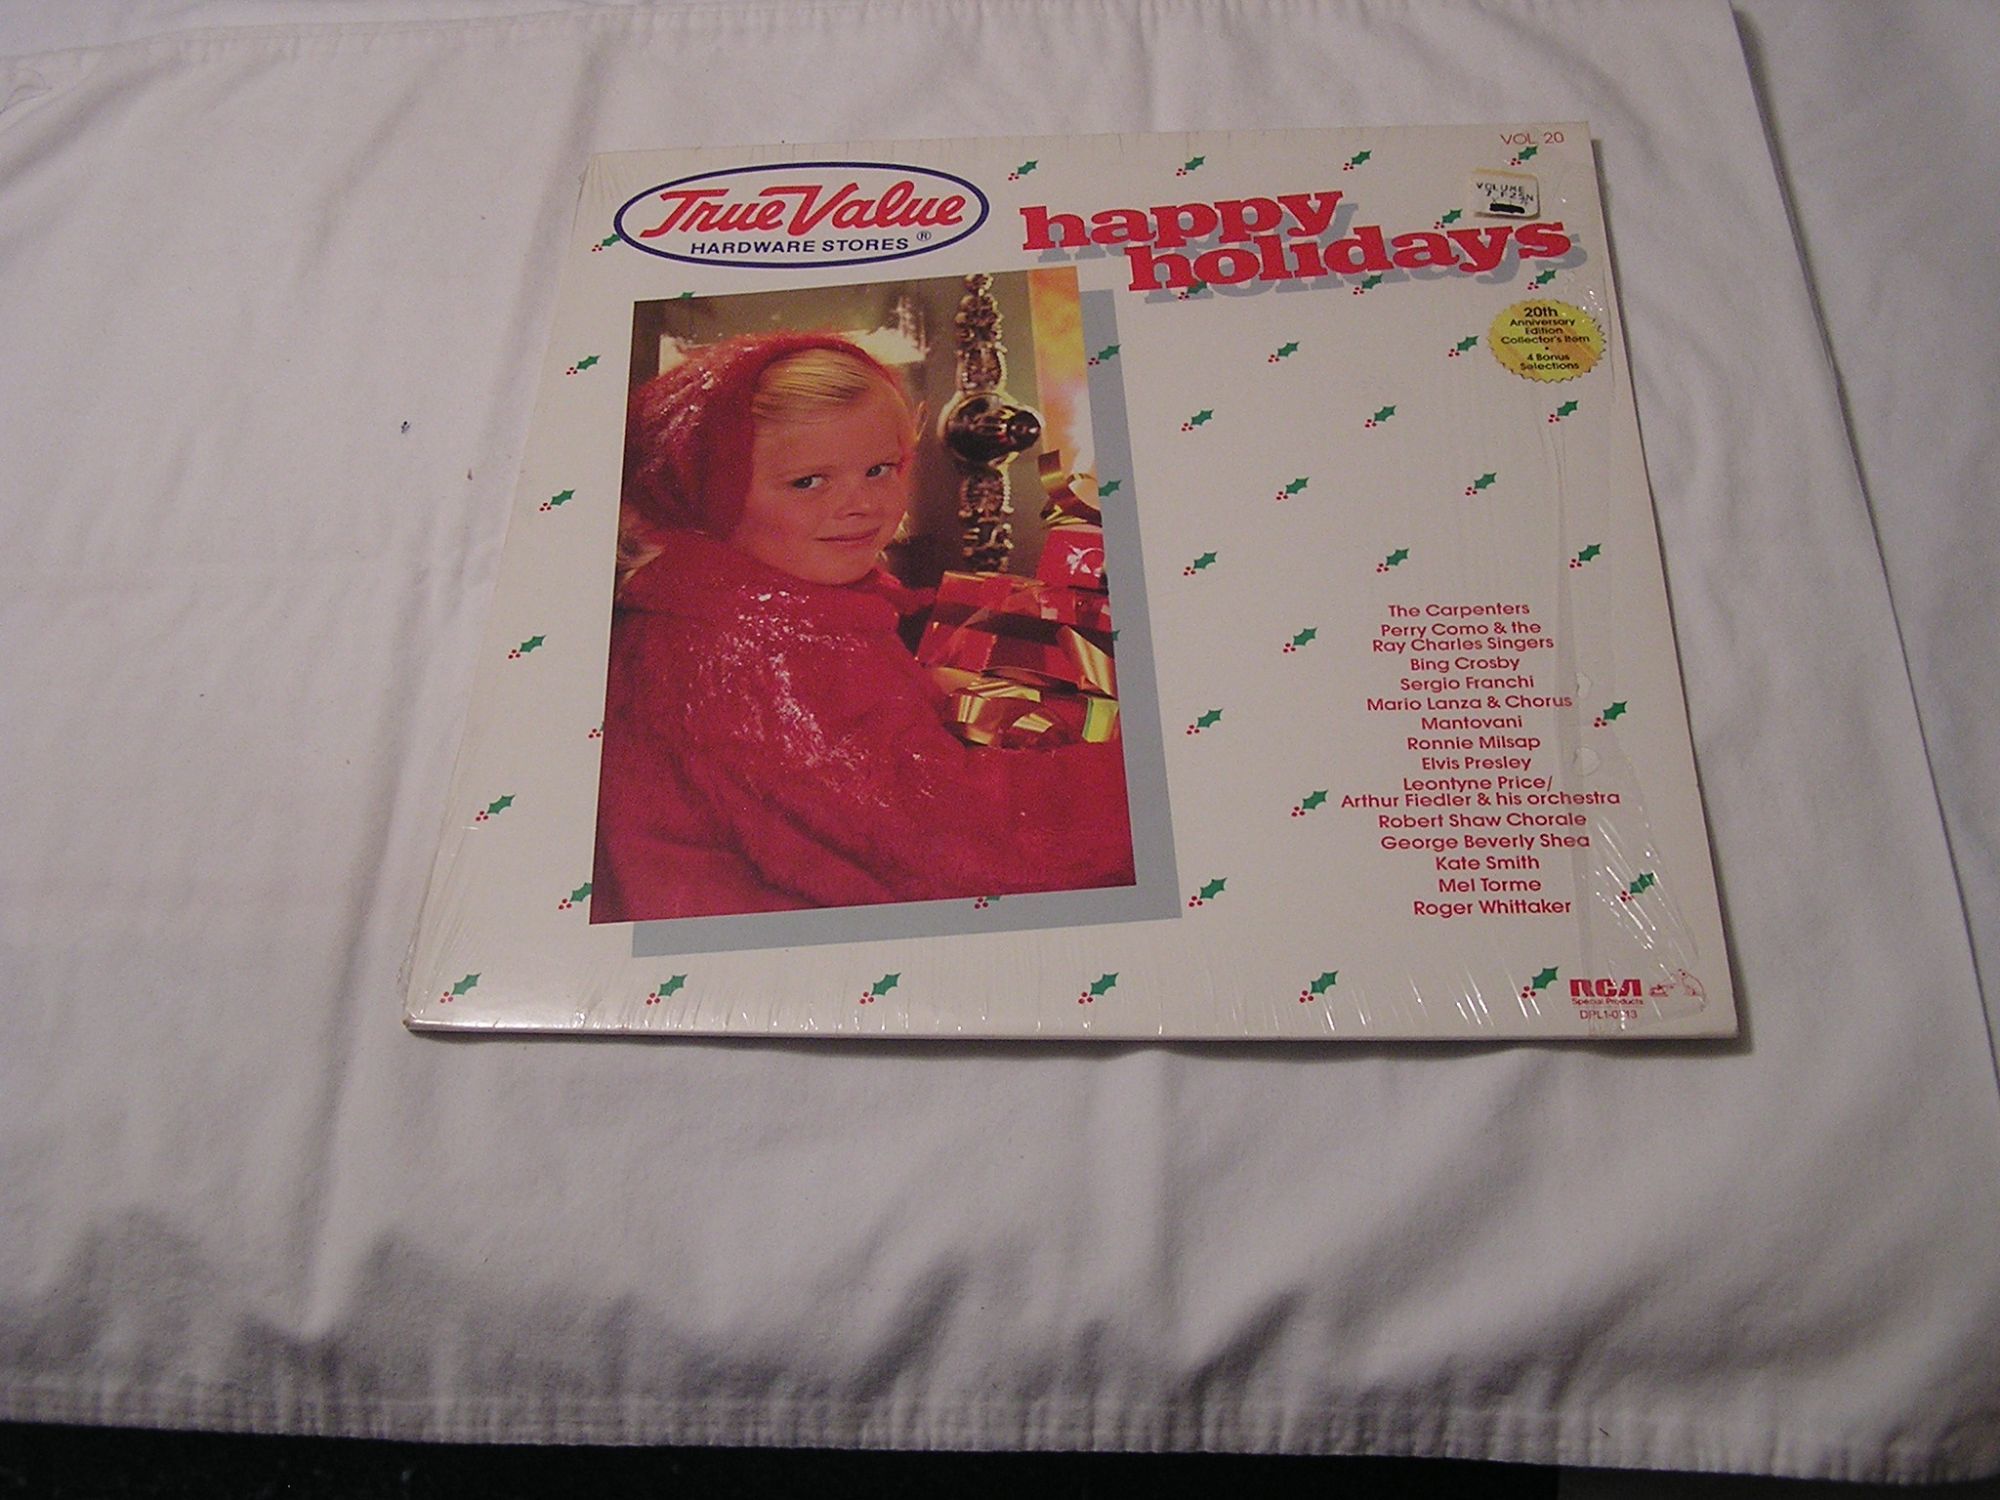 VOL 20
True Value
HARDWARE STORES ®
happy
holidays
VOLUME
20th
Anniversary
Edition
Collector's Item
•
4 Bonus
Selections
The Carpenters
Perry Como & the
Ray Charles Singers
Bing Crosby
Sergio Franchi
Mario Lanza & Chorus
Mantovani
Ronnie Milsap
Elvis Presley
Leontyne Price/
Arthur Fiedler & his orchestra
Robert Shaw Chorale
George Beverly Shea
Kate Smith
Mel Torme
Roger Whittaker
RCA
Special Products